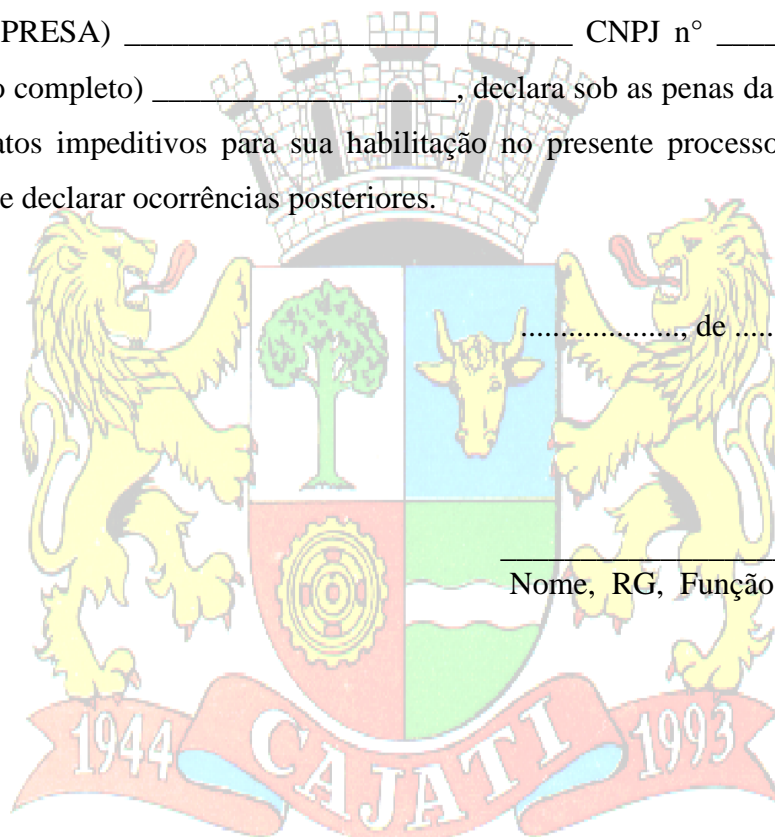 PRESA) ____________________________ CNPJ n° ____
o completo) ___________________, declara sob as penas da
atos impeditivos para sua habilitação no presente processo
e declarar ocorrências posteriores.
...................., de .....
_________________
Nome, RG, Função
1944 CAJATI 1993